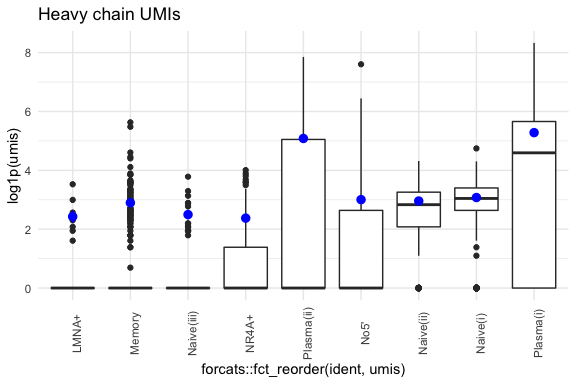 Heavy chain UMIs
log1p(umis)
8
6
4
2
0
LMNA+
Memory
Naive(iii)
NR4A+
Plasma(ii)
No5'
Naive(ii)
Naive(i)
Plasma(i)
forcats::fct_reorder(ident, umis)